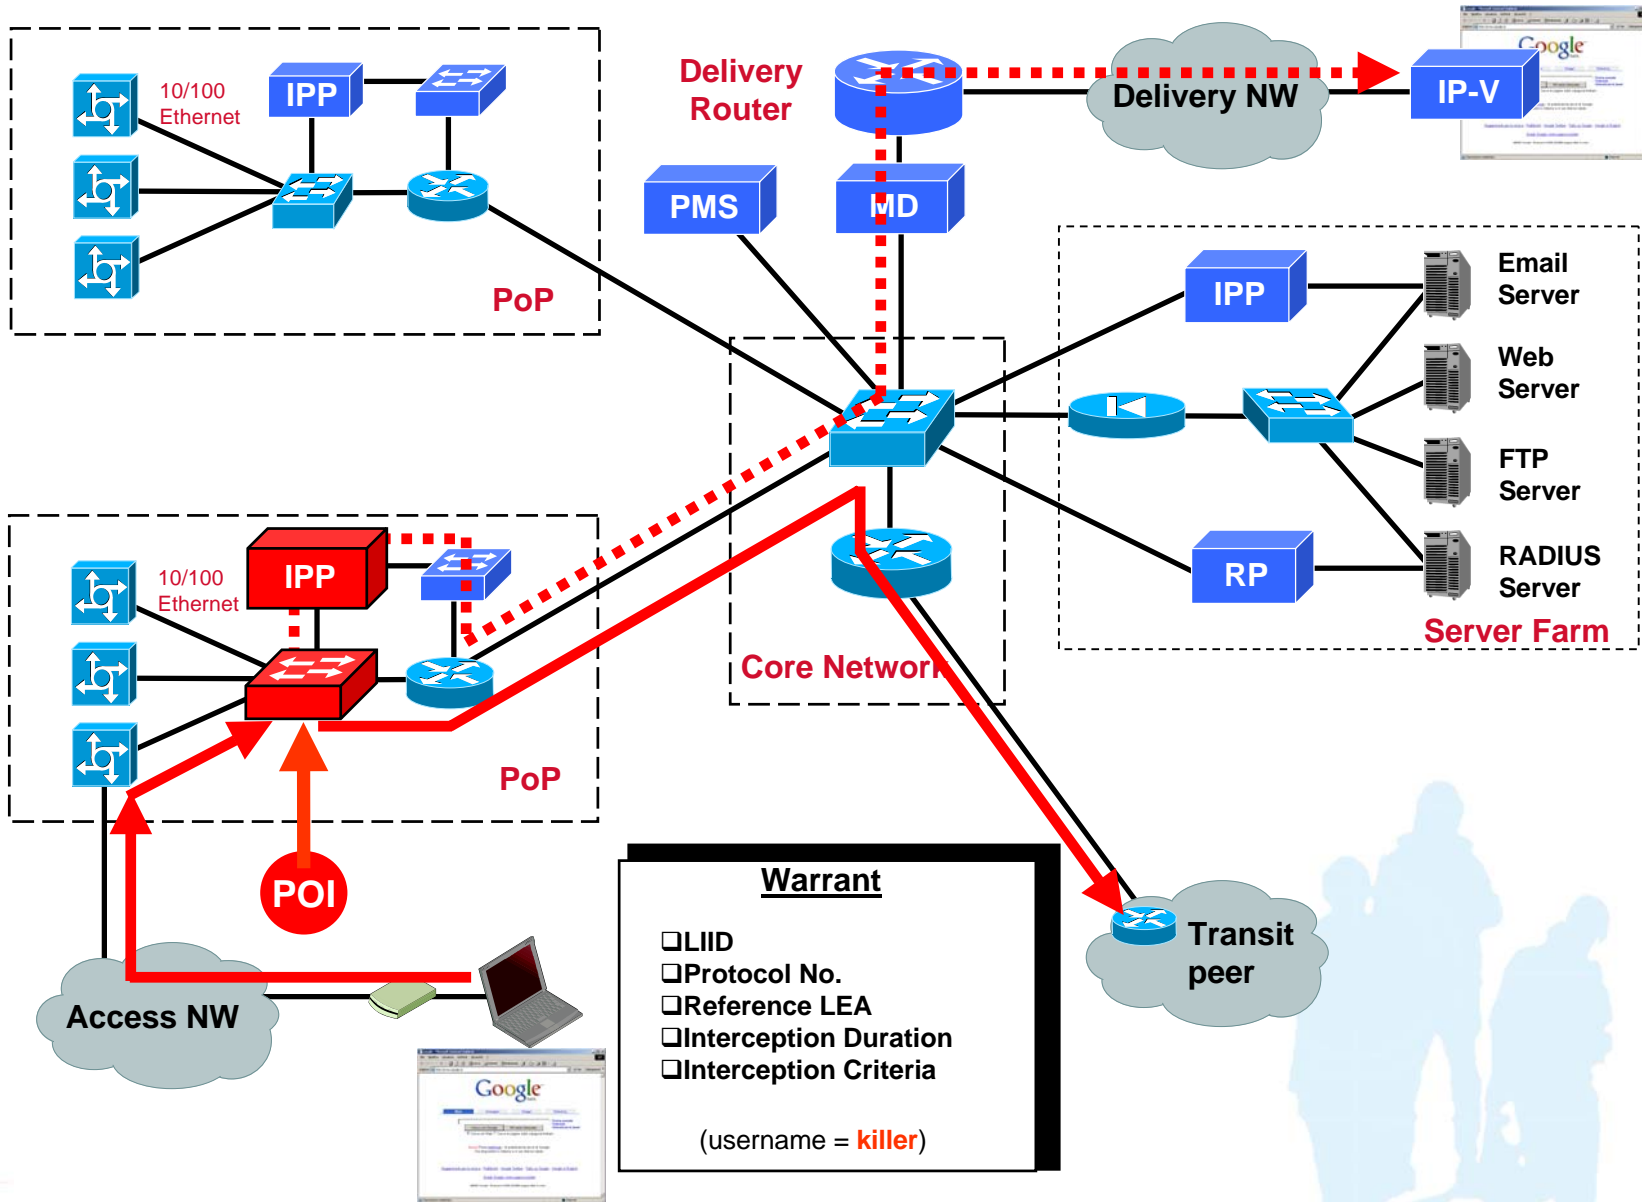 10/100
Ethernet
IPP
PoP
Delivery
Router
Delivery NW
IP-V
Google
PMS
MD
IPP
Email
Server
Web
Server
FTP
Server
RP
RADIUS
Server
Server Farm
10/100
Ethernet
IPP
PoP
Core Network
POI
Access NW
Google
Warrant
❑LIID
❑Protocol No.
❑Reference LEA
❑Interception Duration
❑Interception Criteria
(username = killer)
Transit
peer